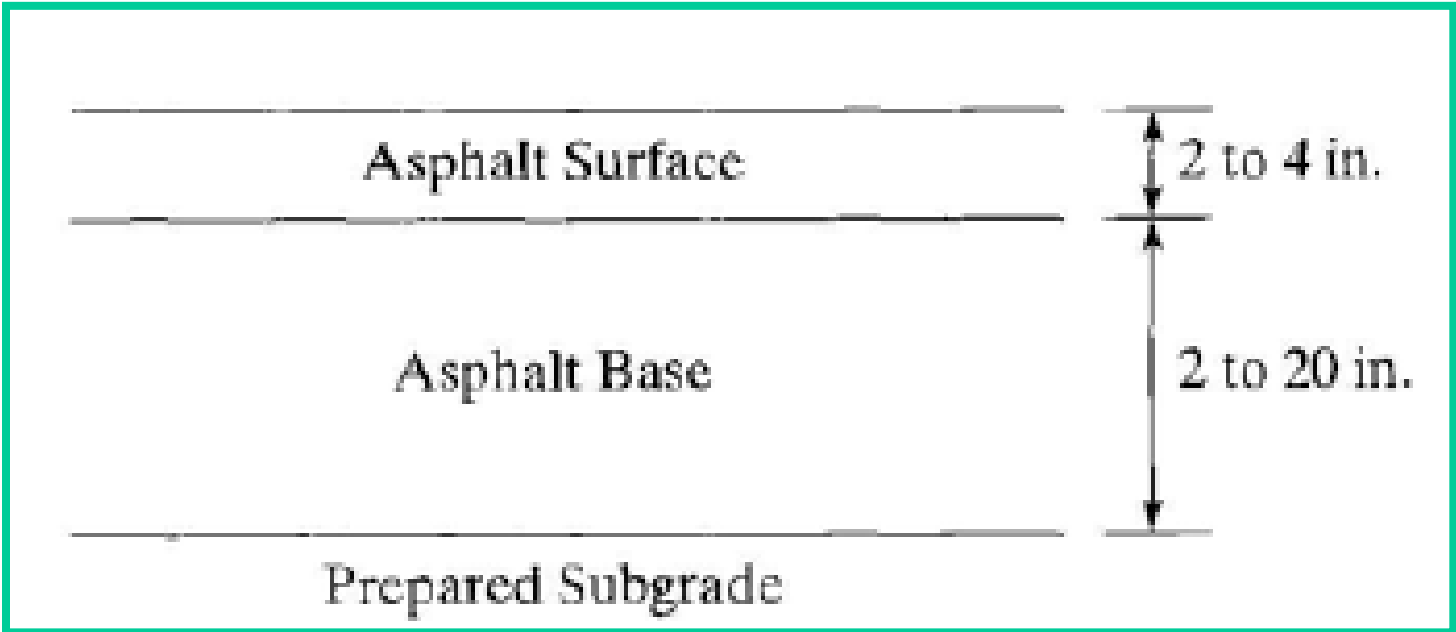 Asphalt Surface
2 to 4 in.
Asphalt Base
2 to 20 in.
Prepared Subgrade